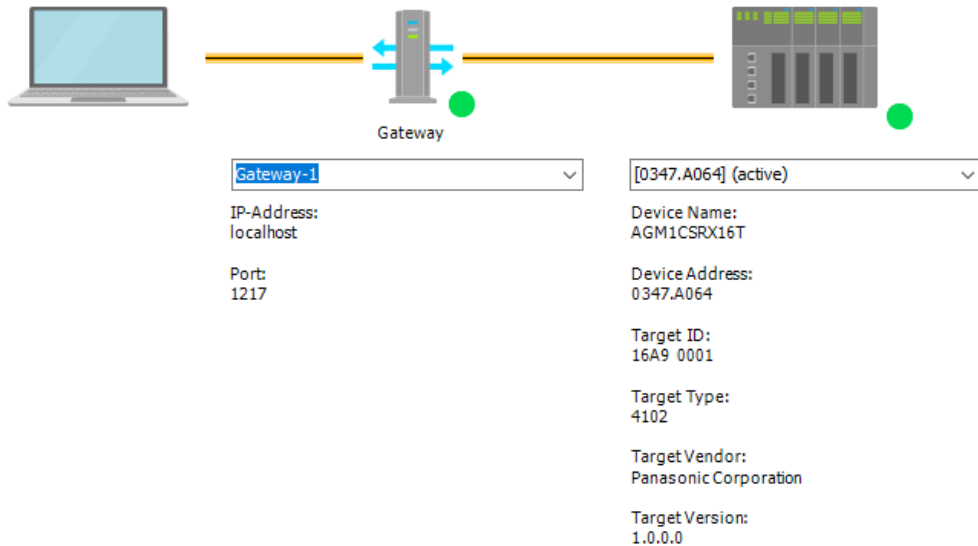 Gateway
Gateway-1
IP-Address:
localhost
Port:
1217
[0347.A064] (active)
Device Name:
AGM1CSRX16T
Device Address:
0347.A064
Target ID:
16A9 0001
Target Type:
4102
Target Vendor:
Panasonic Corporation
Target Version:
1.0.0.0